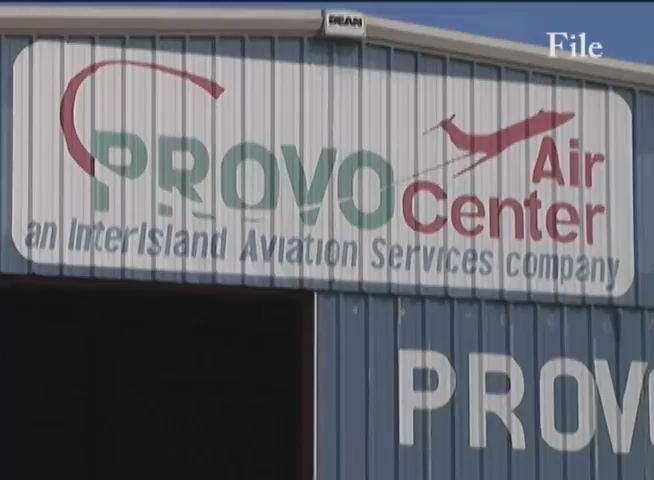 DEAN
File
PROVO
Air
Center
an InterIsland Aviation Services company
PROVO